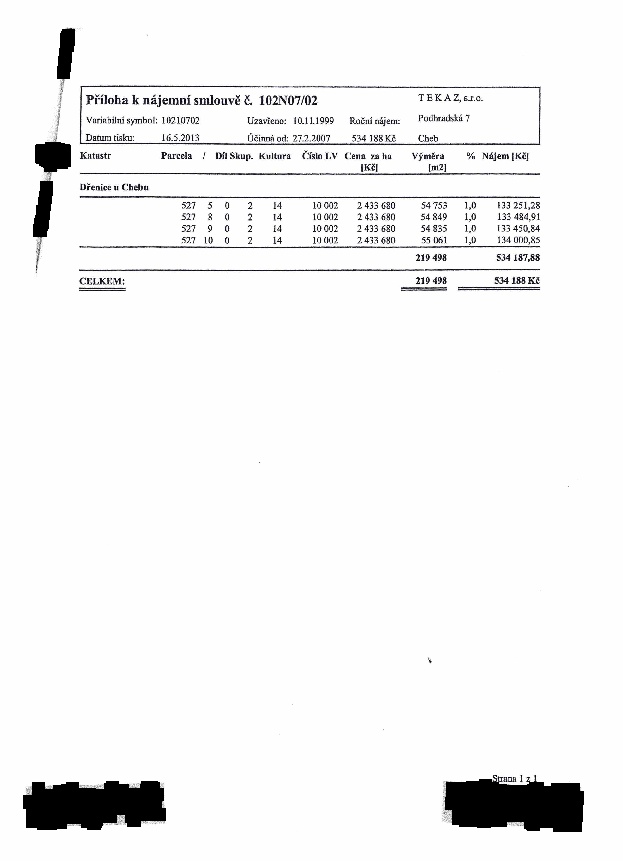 Příloha k nájemní smlouvě č. 102N07/02 T E K A Z, s.r.o.
Variabilní symbol: 10210702 Uzavřeno: 10.11.1999 Roční nájem: Podhradská 7
Datum tisku: 16.5.2013 Účinná od: 27.2.2007 534 188 Kč Cheb
Katastr Parcela / Díl Skup. Kultura Číslo LV Cena za ha Výměra % Nájem [Kč]
[Kč] [m2]
Dřenice u Chebu
527 5 0 2 14 10 002 2 433 680 54 753 1,0 133 251,28
527 8 0 2 14 10 002 2 433 680 54 849 1,0 133 484,91
527 9 0 2 14 10 002 2 433 680 54 835 1,0 133 450,84
527 10 0 2 14 10 002 2 433 680 55 061 1,0 134 000,85
219 498 534 187,88
CELKEM: 219 498 534 188 Kč
Strana 1 z 1